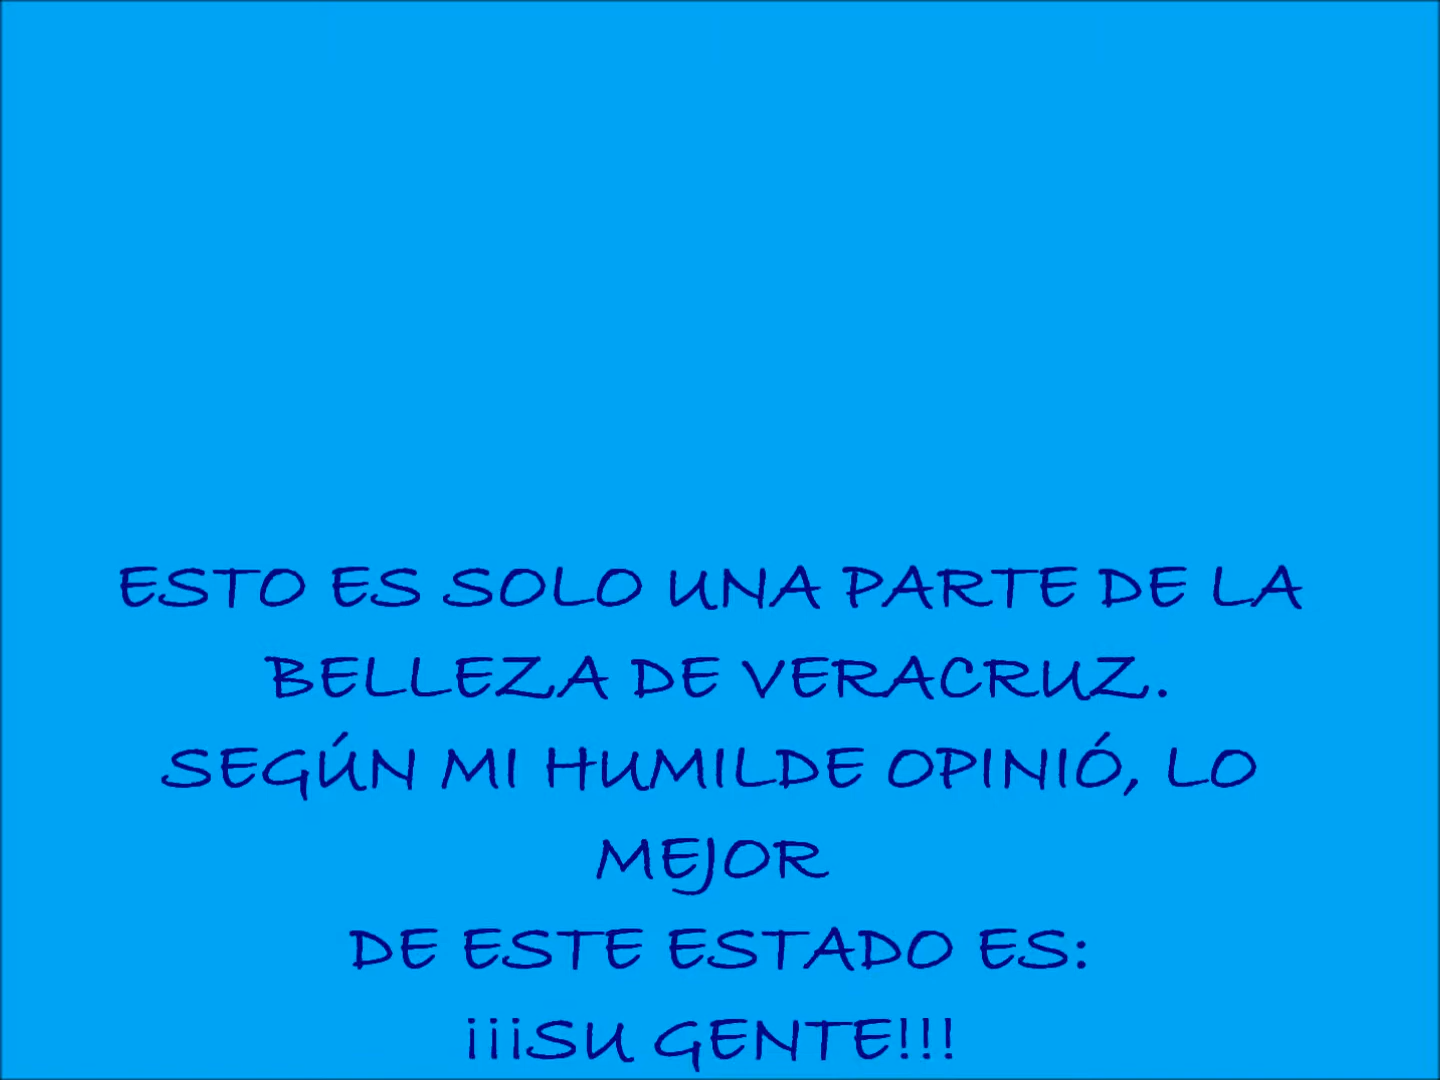 ESTO ES SOLO UNA PARTE DE LA
BELLEZA DE VERACRUZ.
SEGÚN MI HUMILDE OPINIÓ, LO
MEJOR
DE ESTE ESTADO ES:
¡¡¡SU GENTE!!!